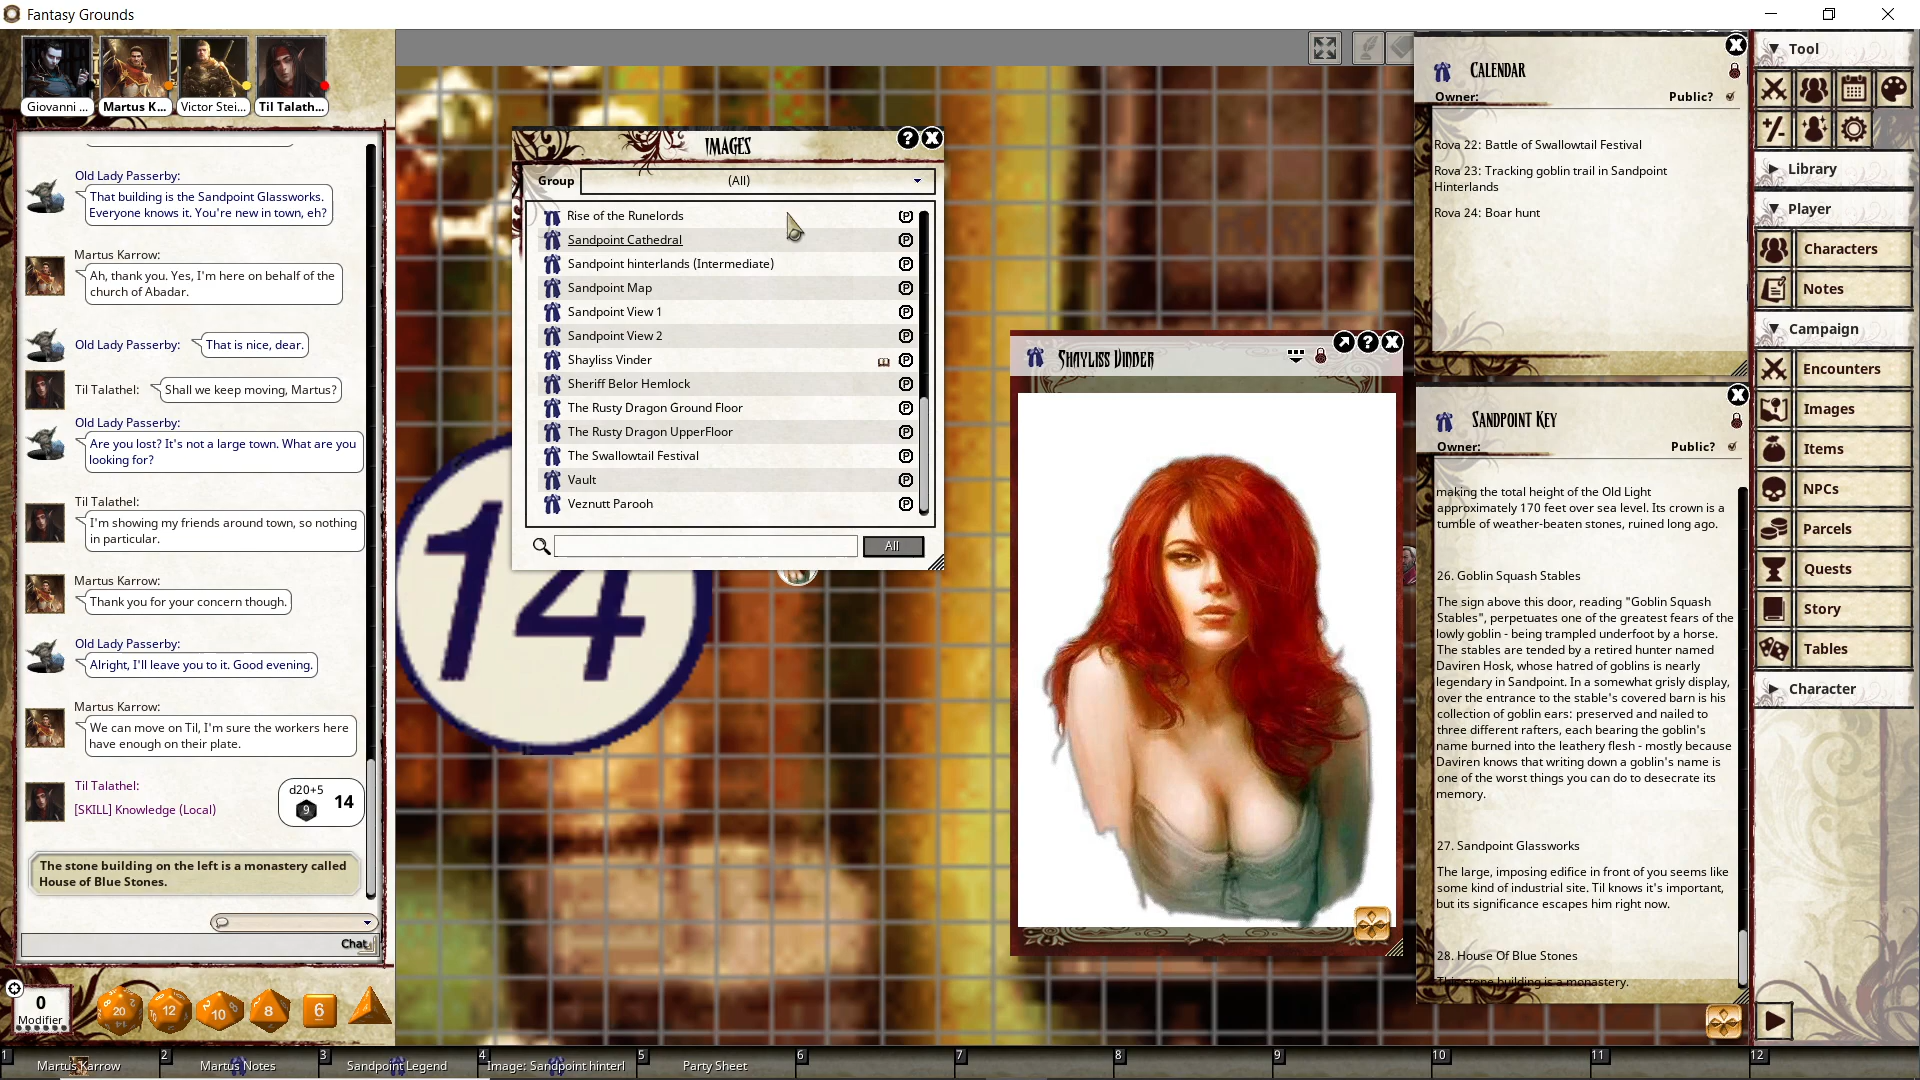 Fantasy Grounds
Giovanni ...
Martus K...
Victor Stei...
Til Talath...
Old Lady Passerby:
That building is the Sandpoint Glassworks.
Everyone knows it. You're new in town, eh?
Martus Karrow:
Ah, thank you. Yes, I'm here on behalf of the
church of Abadar.
Old Lady Passerby:
That is nice, dear.
Til Talathel:
Shall we keep moving, Martus?
Old Lady Passerby:
Are you lost? It's not a large town. What are you
looking for?
Til Talathel:
I'm showing my friends around town, so nothing
in particular.
Martus Karrow:
Thank you for your concern though.
Old Lady Passerby:
Alright, I'll leave you to it. Good evening.
Martus Karrow:
We can move on Til, I'm sure the workers here
have enough on their plate.
Til Talathel:
[SKILL] Knowledge (Local)
d20+5
9
14
The stone building on the left is a monastery called
House of Blue Stones.
Chat
0
Modifier
20
12
10
8
6
IMAGES
Group
(All)
Rise of the Runelords
Sandpoint Cathedral
Sandpoint hinterlands (Intermediate)
Sandpoint Map
Sandpoint View 1
Sandpoint View 2
Shayliss Vinder
Sheriff Belor Hemlock
The Rusty Dragon Ground Floor
The Rusty Dragon UpperFloor
The Swallowtail Festival
Vault
Veznutt Parooh
All
14
Shayliss Vinder
Calendar
Owner:
Public?
Rova 22: Battle of Swallowtail Festival
Rova 23: Tracking goblin trail in Sandpoint
Hinterlands
Rova 24: Boar hunt
Sandpoint Key
Owner:
Public?
making the total height of the Old Light
approximately 170 feet over sea level. Its crown is a
tumble of weather-beaten stones, ruined long ago.
26. Goblin Squash Stables
The sign above this door, reading "Goblin Squash
Stables", perpetuates one of the greatest fears of the
lowly goblin - being trampled underfoot by a horse.
The stables are tended by a retired hunter named
Daviren Hosk, whose hatred of goblins is nearly
legendary in Sandpoint. In a somewhat grisly display,
over the entrance to the stable's covered barn is his
collection of goblin ears: preserved and nailed to
three different rafters, each bearing the goblin's
name burned into the leathery flesh - mostly because
Daviren knows that writing down a goblin's name is
one of the worst things you can do to desecrate its
memory.
27. Sandpoint Glassworks
The large, imposing edifice in front of you seems like
some kind of industrial site. Til knows it's important,
but its significance escapes him right now.
28. House Of Blue Stones
This stone building is a monastery.
Tool
Library
Player
Characters
Notes
Campaign
Encounters
Images
Items
NPCs
Parcels
Quests
Story
Tables
Character
1
Martus Karrow
2
Martus Notes
3
Sandpoint Legend
4
Image: Sandpoint hinterl
5
Party Sheet
6
7
8
9
10
11
12